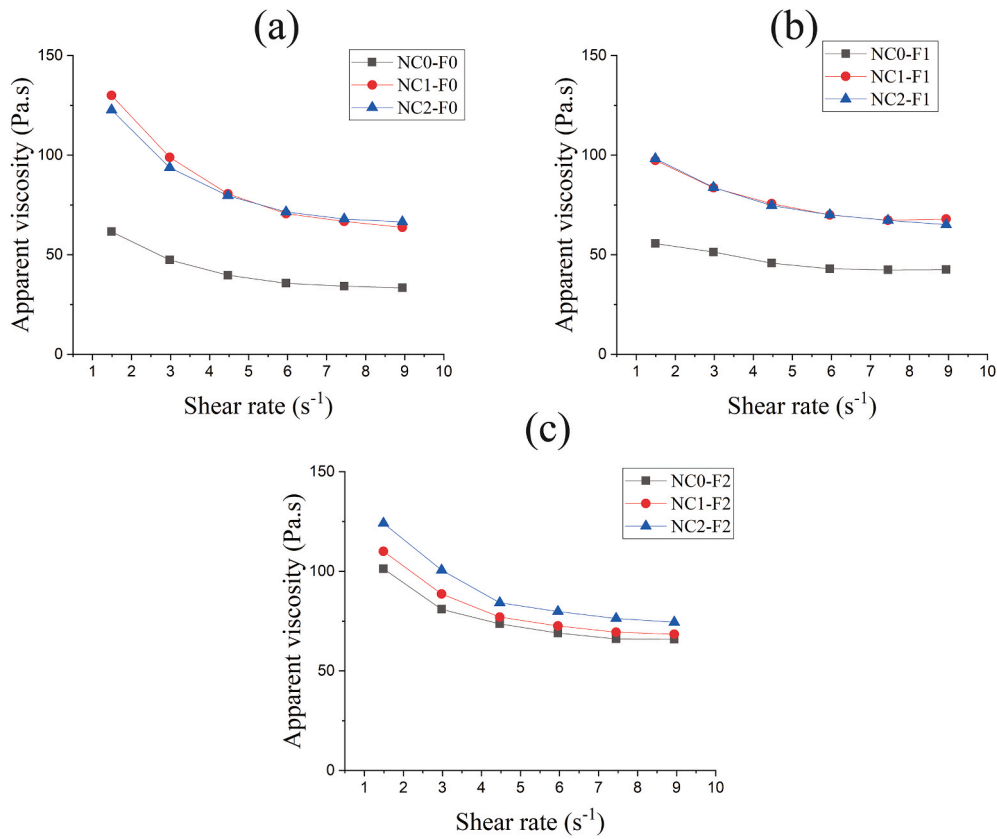 (a)
150
100
50
0
Apparent viscosity (Pa.s)
NC0-F0
NC1-F0
NC2-F0
1 2 3 4 5 6 7 8 9 10
Shear rate (s⁻¹)
(b)
150
100
50
0
Apparent viscosity (Pa.s)
NC0-F1
NC1-F1
NC2-F1
1 2 3 4 5 6 7 8 9 10
Shear rate (s⁻¹)
(c)
150
100
50
0
Apparent viscosity (Pa.s)
NC0-F2
NC1-F2
NC2-F2
1 2 3 4 5 6 7 8 9 10
Shear rate (s⁻¹)